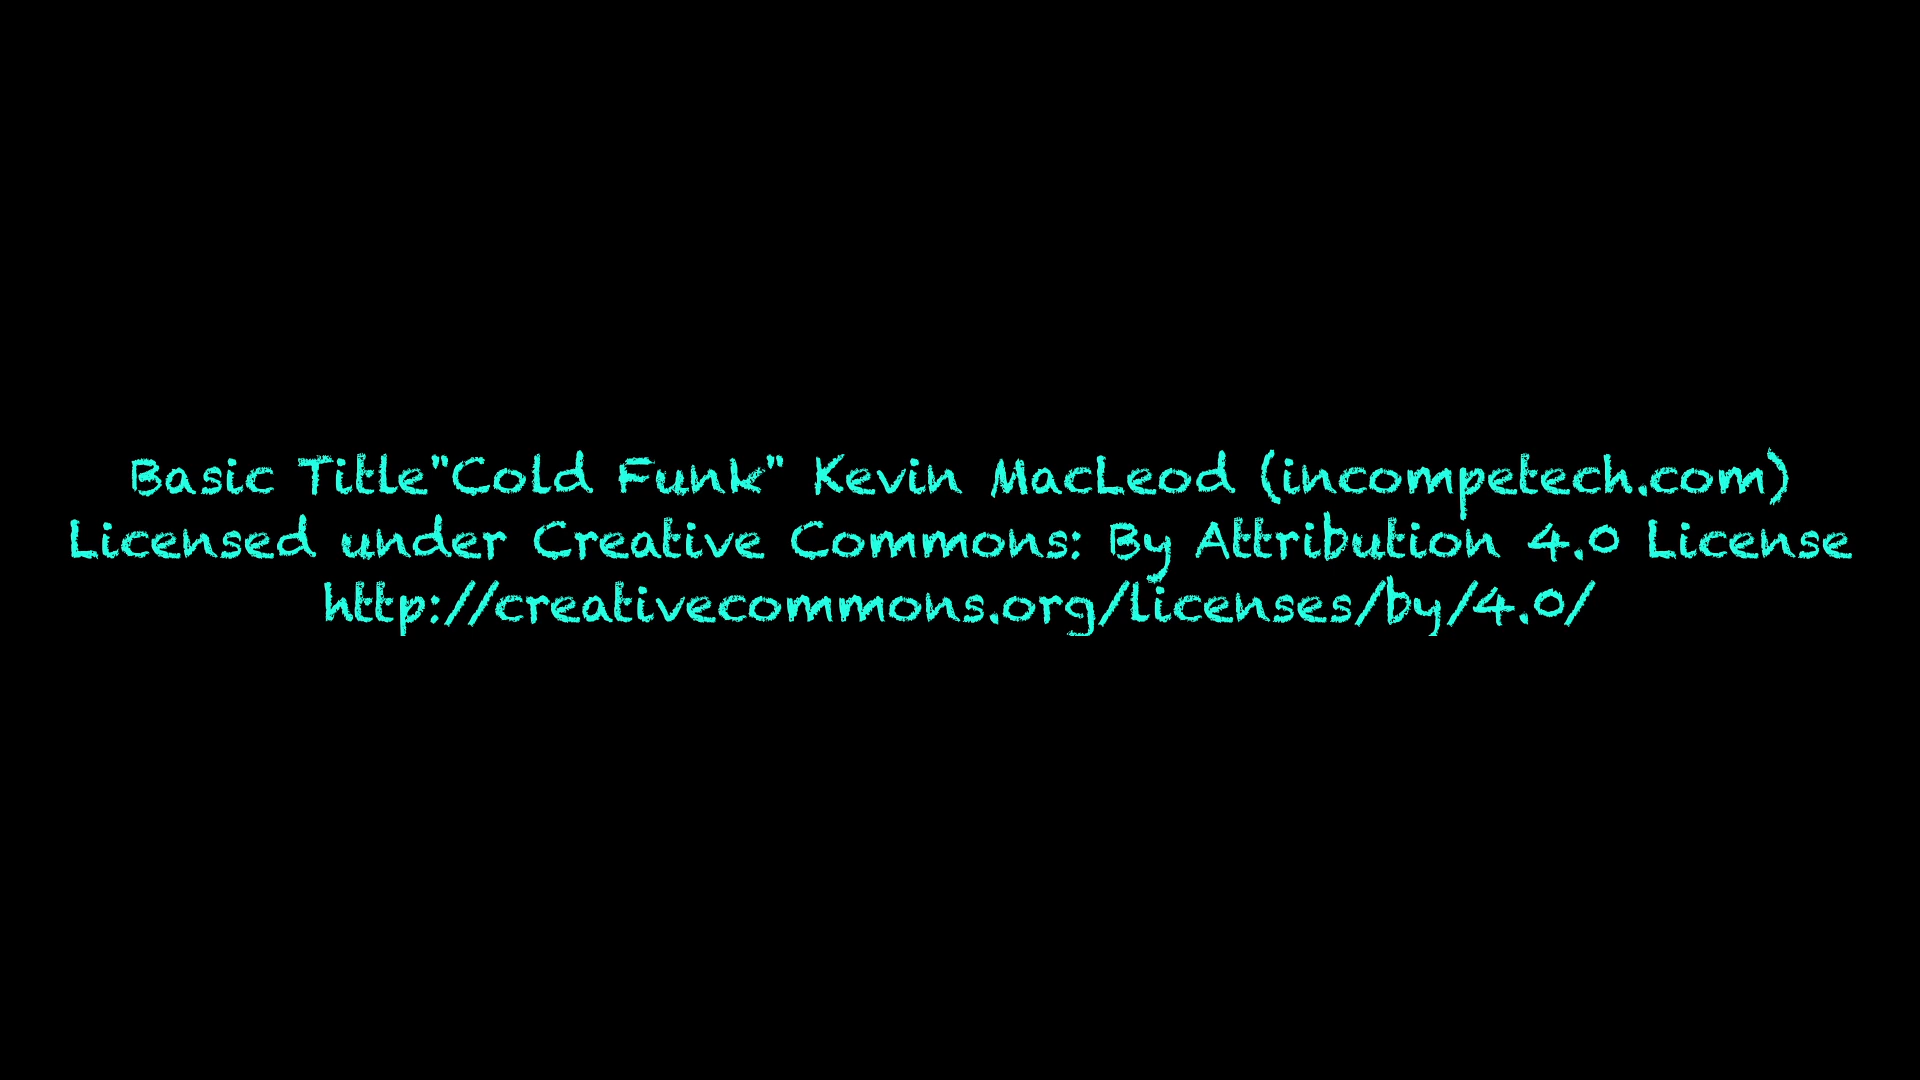 Basic Title"Cold Funk" Kevin MacLeod (incompetech.com)
Licensed under Creative Commons: By Attribution 4.0 License
http://creativecommons.org/licenses/by/4.0/